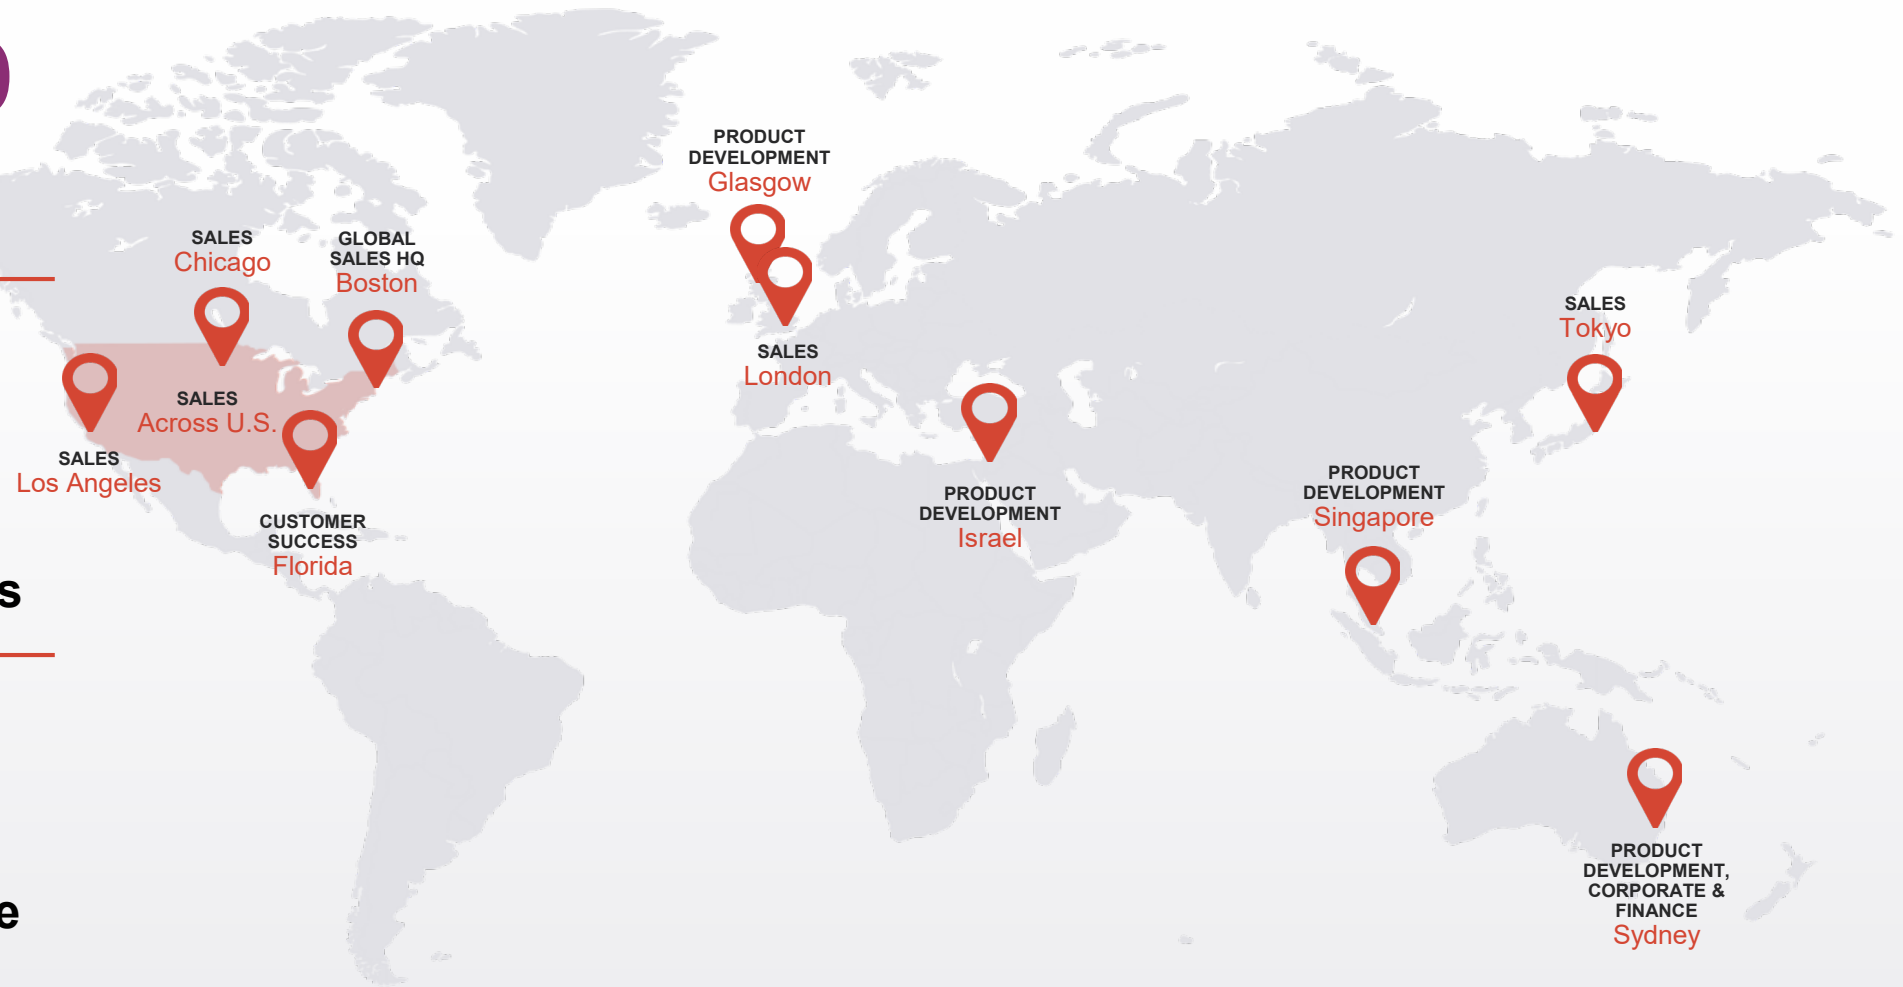 PRODUCT
DEVELOPMENT
Glasgow
SALES
Chicago
GLOBAL
SALES HQ
Boston
SALES
Tokyo
SALES
London
SALES
Across U.S.
SALES
Los Angeles
PRODUCT
DEVELOPMENT
Singapore
PRODUCT
DEVELOPMENT
Israel
CUSTOMER
SUCCESS
Florida
s
PRODUCT
DEVELOPMENT,
CORPORATE &
FINANCE
Sydney
e